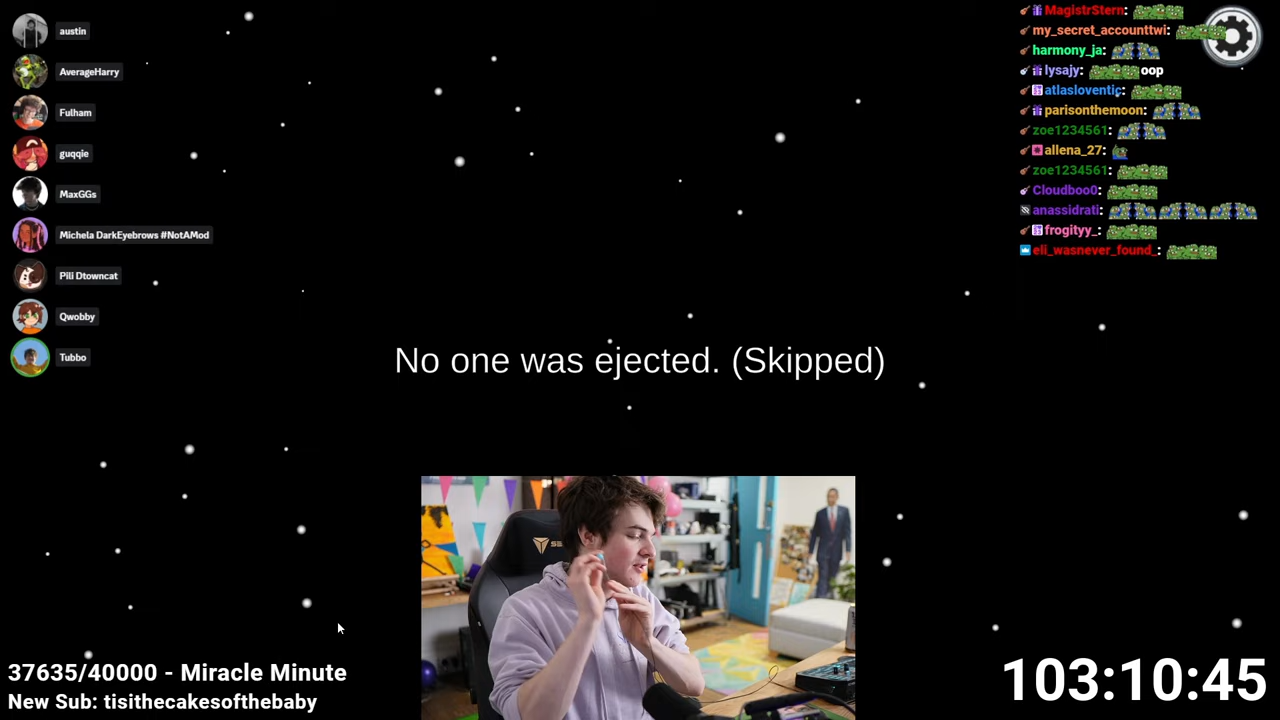 austin
AverageHarry
Fulham
guqqie
MaxGGs
Michela DarkEyebrows #NotAMod
Pili Dtowncat
Qwobby
Tubbo
MagistrStern:
my_secret_accounttwi:
harmony_ja:
lysajy: oop
atlasloventic:
parisonthemoon:
zoe1234561:
allena_27:
zoe1234561:
Cloudboo0:
anassidrati:
frogityy_:
eli_wasnever_found_:
No one was ejected. (Skipped)
37635/40000 - Miracle Minute
New Sub: tisithecakesofthebaby
103:10:45